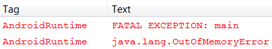 Tag Text
AndroidRuntime FATAL EXCEPTION: main
AndroidRuntime java.lang.OutOfMemoryError